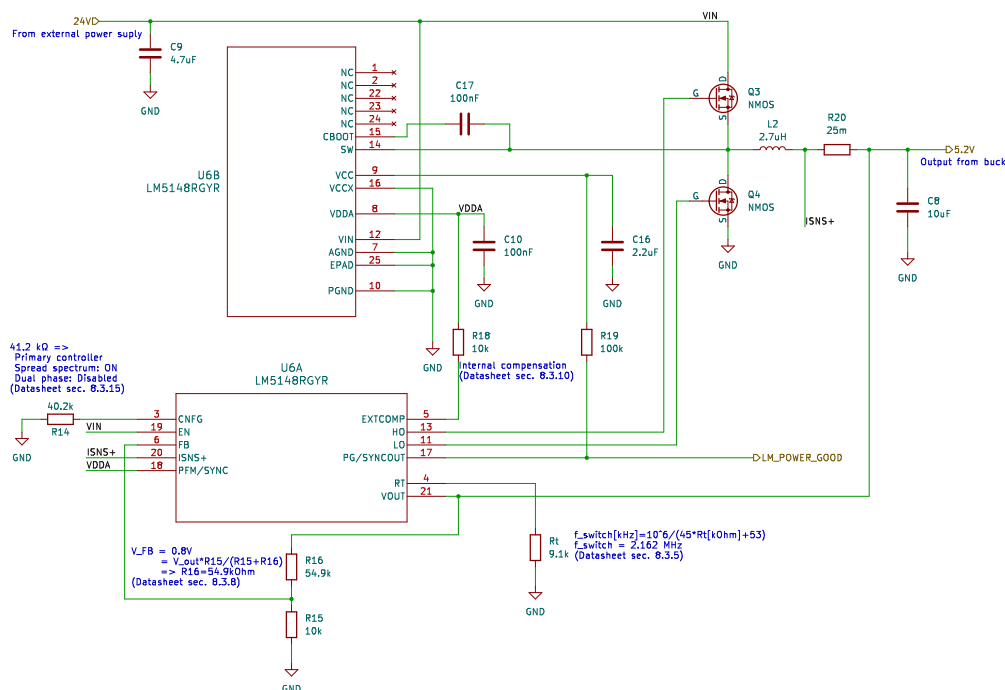 24V
From external power suply
C9
4.7uF
GND
VIN
NC
1
NC
2
NC
22
NC
23
NC
24
CBOOT
15
SW
14
VCC
9
VCCX
16
VDDA
8
VIN
12
AGND
7
EPAD
25
PGND
10
U6B
LM5148RGYR
C17
100nF
G
D
S
Q3
NMOS
L2
2.7uH
R20
25m
5.2V
Output from buck
G
D
S
Q4
NMOS
GND
ISNS+
C8
10uF
GND
VDDA
C10
100nF
GND
C16
2.2uF
GND
GND
R18
10k
R19
100k
Internal compensation
(Datasheet sec. 8.3.10)
41.2 kΩ =>
Primary controller
Spread spectrum: ON
Dual phase: Disabled
(Datasheet sec. 8.3.15)
40.2k
R14
GND
VIN
ISNS+
VDDA
U6A
LM5148RGYR
3
CNFG
19
EN
6
FB
20
ISNS+
18
PFM/SYNC
EXTCOMP
5
HO
13
LO
11
PG/SYNCOUT
17
RT
4
VOUT
21
LM_POWER_GOOD
V_FB = 0.8V
= V_out*R15/(R15+R16)
=> R16=54.9kOhm
(Datasheet sec. 8.3.8)
R16
54.9k
R15
10k
GND
Rt
9.1k
GND
f_switch[kHz]=10^6/(45*Rt[kOhm]+53)
f_switch = 2.162 MHz
(Datasheet sec. 8.3.5)